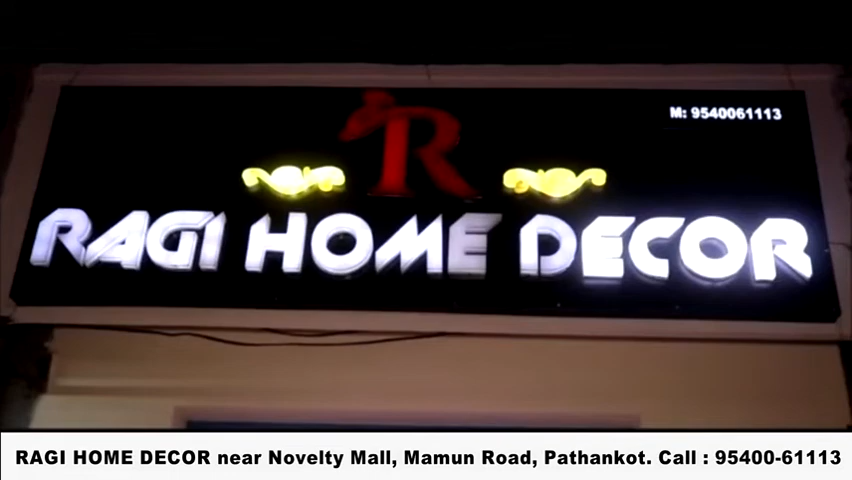 R
M: 9540061113
RAGI HOME DECOR
RAGI HOME DECOR near Novelty Mall, Mamun Road, Pathankot. Call : 95400-61113